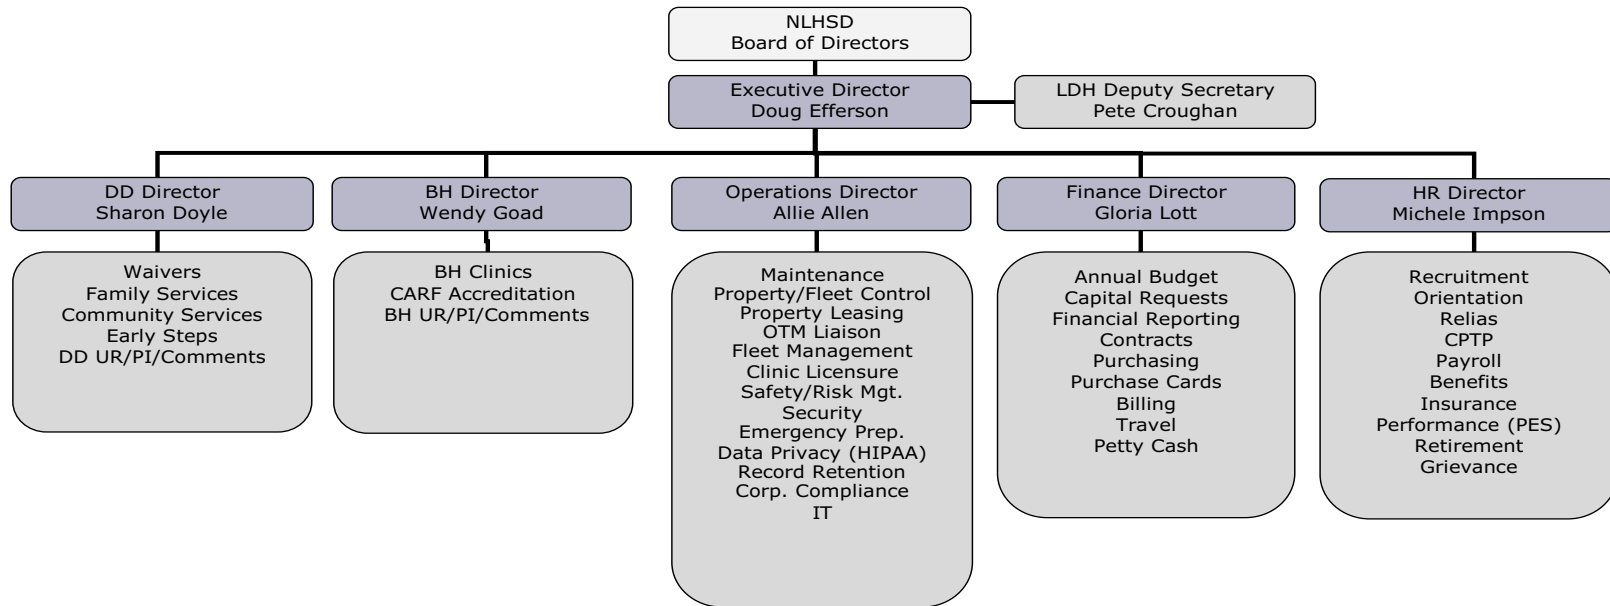 NLHSD
Board of Directors
Executive Director
Doug Efferson
LDH Deputy Secretary
Pete Croughan
DD Director
Sharon Doyle
BH Director
Wendy Goad
Operations Director
Allie Allen
Finance Director
Gloria Lott
HR Director
Michele Impson
Waivers
Family Services
Community Services
Early Steps
DD UR/PI/Comments
BH Clinics
CARF Accreditation
BH UR/PI/Comments
Maintenance
Property/Fleet Control
Property Leasing
OTM Liaison
Fleet Management
Clinic Licensure
Safety/Risk Mgt.
Security
Emergency Prep.
Data Privacy (HIPAA)
Record Retention
Corp. Compliance
IT
Annual Budget
Capital Requests
Financial Reporting
Contracts
Purchasing
Purchase Cards
Billing
Travel
Petty Cash
Recruitment
Orientation
Relias
CPTP
Payroll
Benefits
Insurance
Performance (PES)
Retirement
Grievance